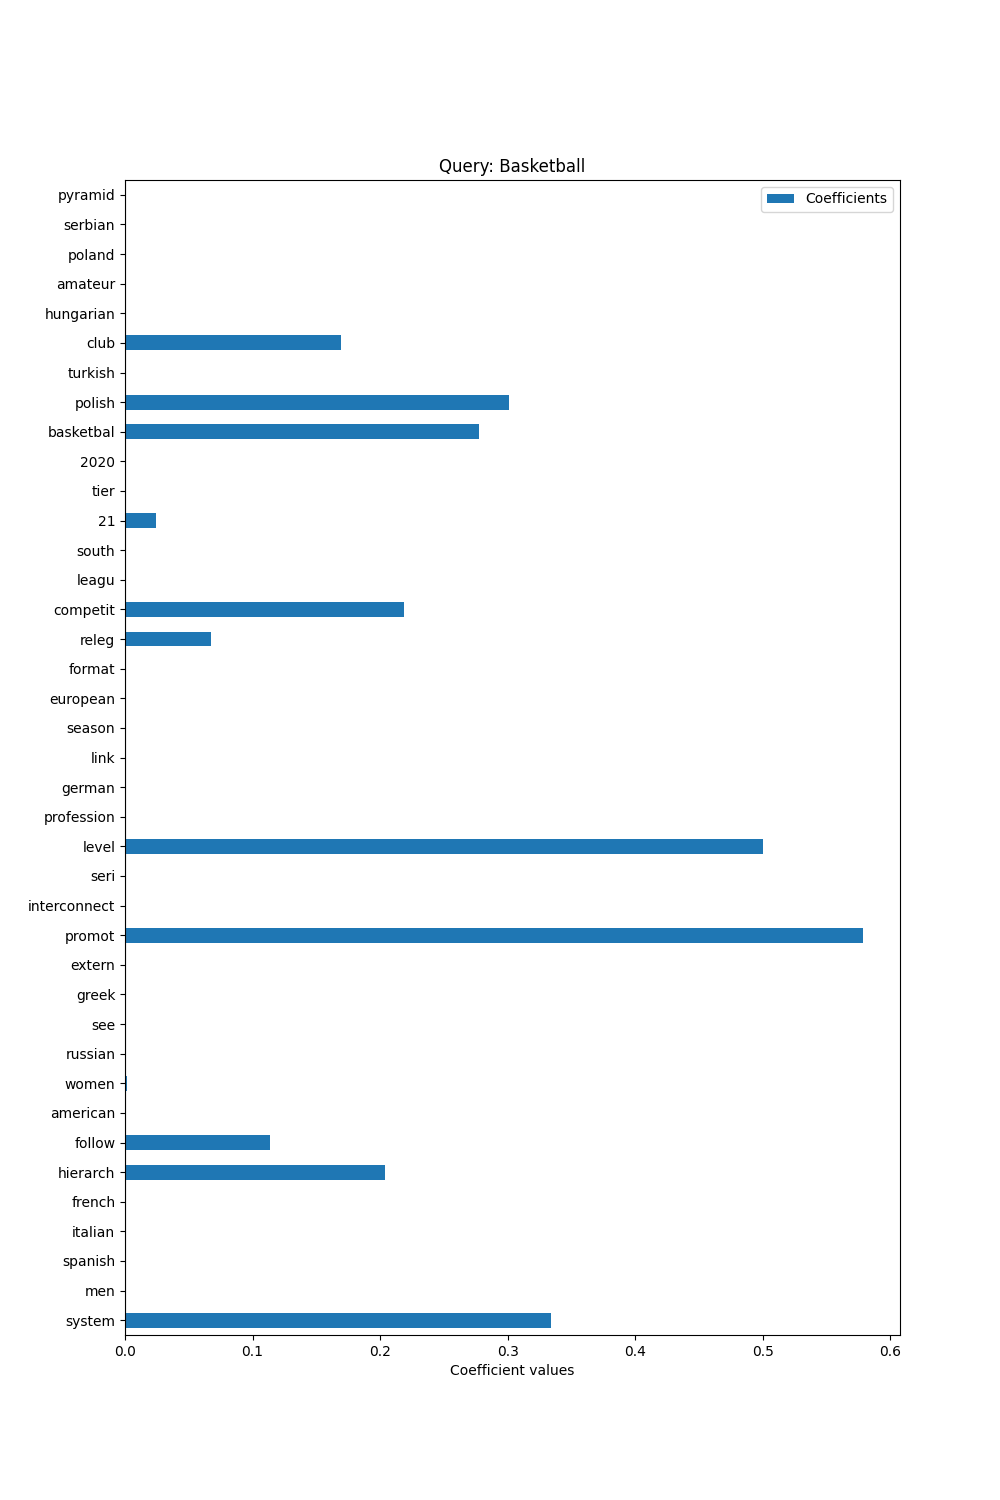 Query: Basketball
Coefficients
pyramid
serbian
poland
amateur
hungarian
club
turkish
polish
basketbal
2020
tier
21
south
leagu
competit
releg
format
european
season
link
german
profession
level
seri
interconnect
promot
extern
greek
see
russian
women
american
follow
hierarch
french
italian
spanish
men
system
0.0 0.1 0.2 0.3 0.4 0.5 0.6
Coefficient values